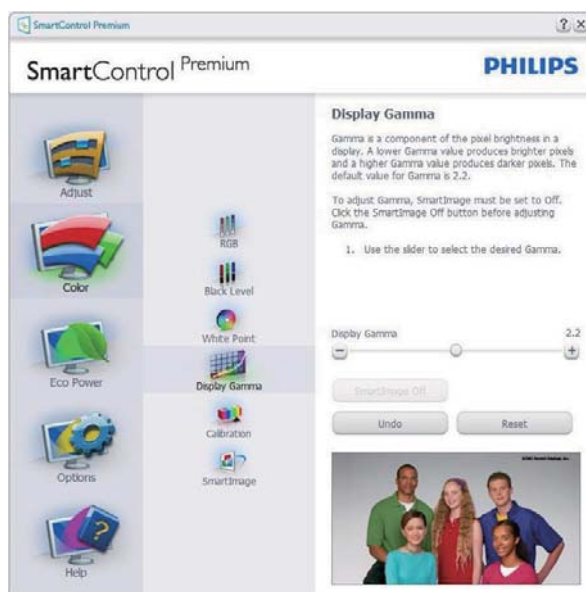 SmartControl Premium
SmartControl Premium
PHILIPS
Adjust
Color
Eco Power
Options
Help
RGB
Black Level
White Point
Display Gamma
Calibration
SmartImage
Display Gamma
Gamma is a component of the pixel brightness in a
display. A lower Gamma value produces brighter pixels
and a higher Gamma value produces darker pixels. The
default value for Gamma is 2.2.
To adjust Gamma, SmartImage must be set to Off.
Click the SmartImage Off button before adjusting
Gamma.
1. Use the slider to select the desired Gamma.
Display Gamma 2.2
SmartImage Off
Undo Reset